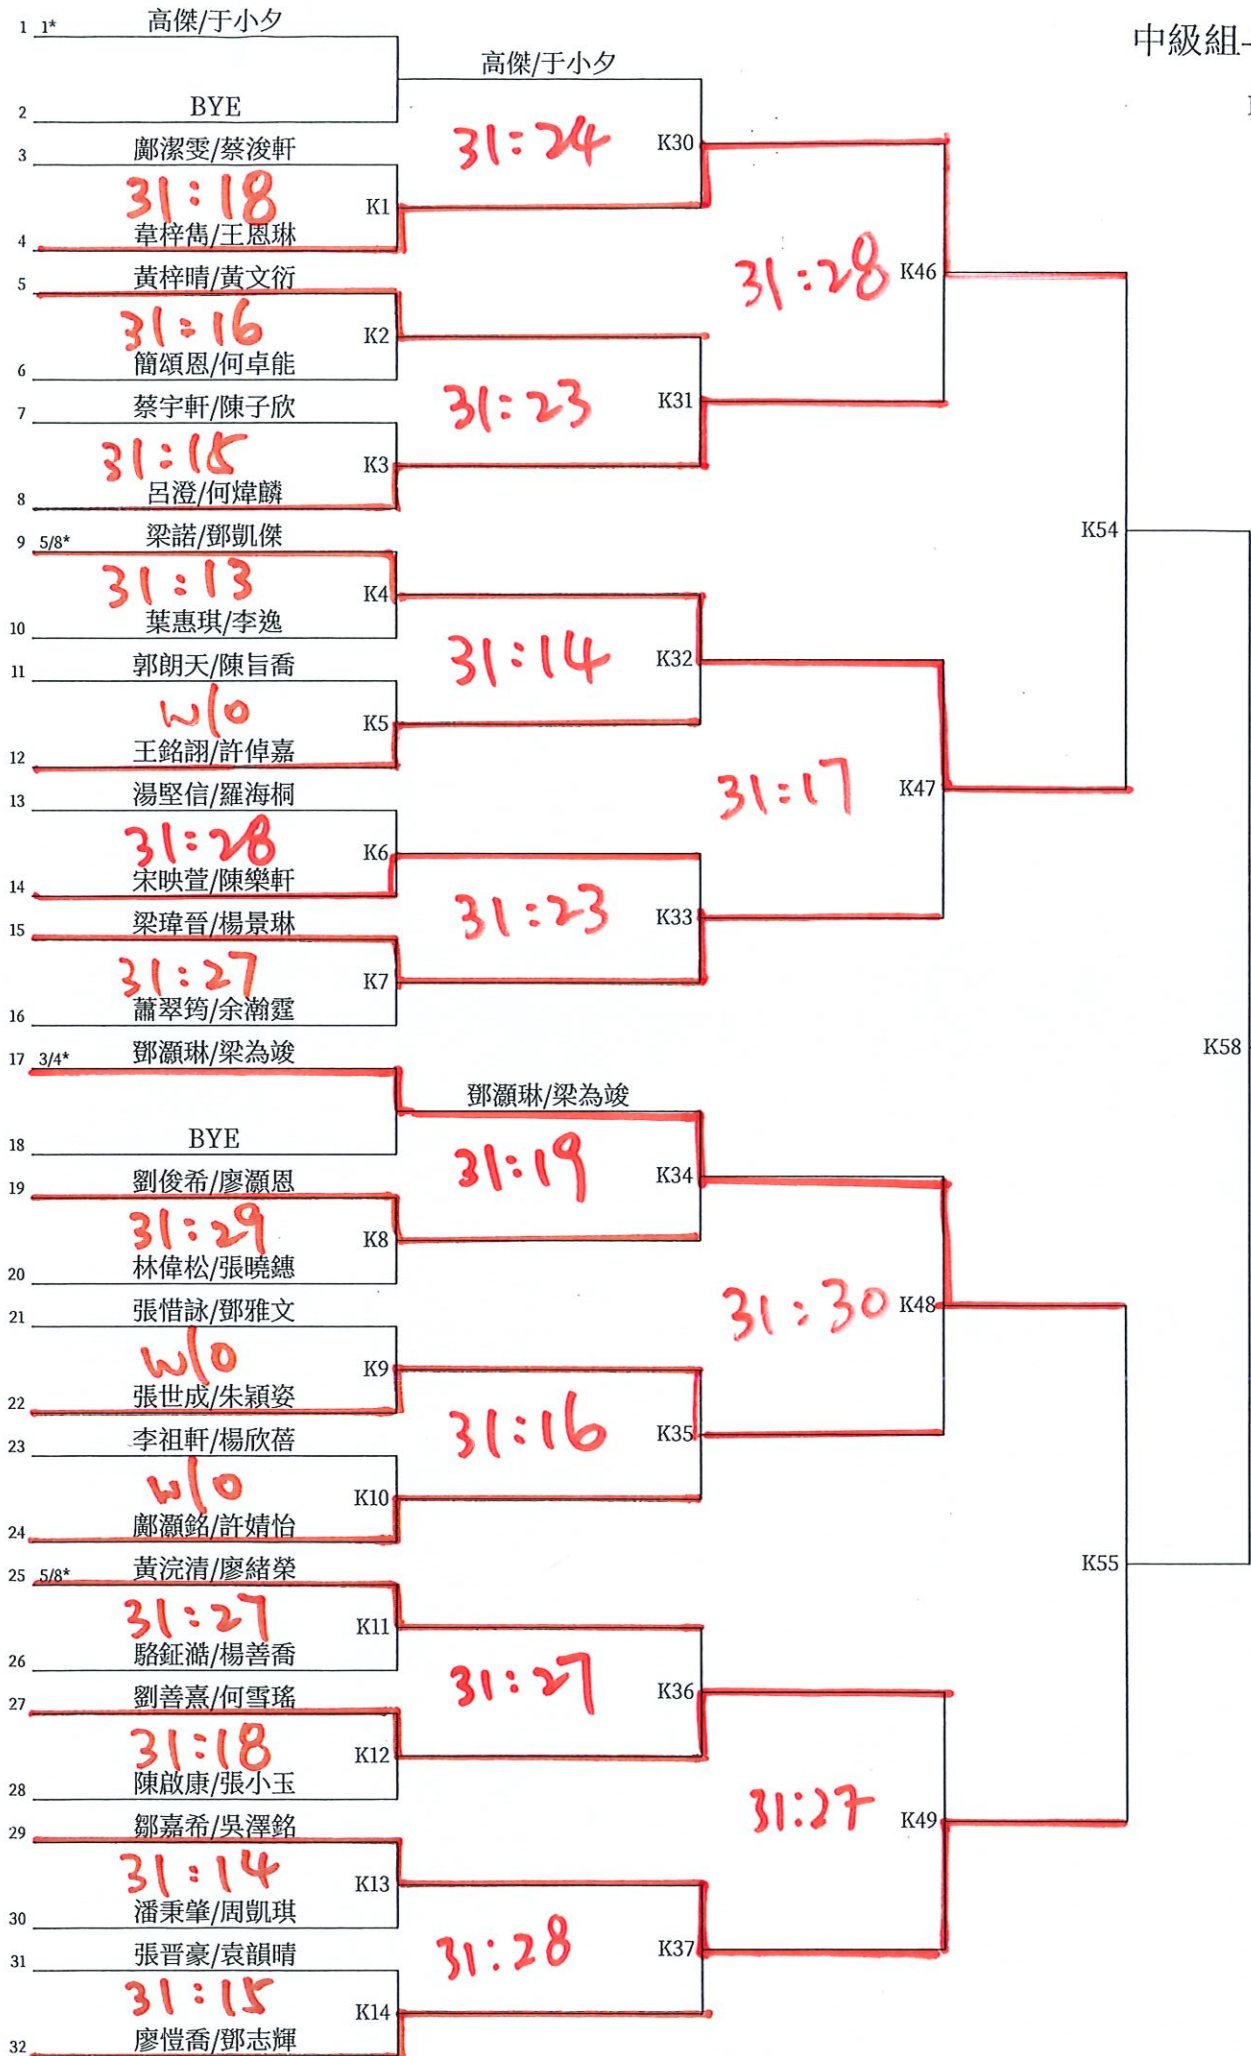 中級組
1 1* 高傑/于小夕
高傑/于小夕
2 BYE
31:24 K30
3 鄺潔雯/蔡浚軒
31:18 K1
4 韋梓雋/王恩琳
31:28 K46
5 黃梓晴/黃文衍
31:16 K2
6 簡頌恩/何卓能
31:23 K31
7 蔡宇軒/陳子欣
31:15 K3
8 呂澄/何煒麟
K54
9 5/8* 梁諾/鄧凱傑
31:13 K4
10 葉惠琪/李逸
31:14 K32
11 郭朗天/陳旨喬
w/o K5
12 王銘詡/許倬嘉
31:17 K47
13 湯堅信/羅海桐
31:28 K6
14 宋映萱/陳樂軒
31:23 K33
15 梁瑋晉/楊景琳
31:27 K7
16 蕭翠筠/余瀚霆
K58
17 3/4* 鄧灝琳/梁為竣
鄧灝琳/梁為竣
18 BYE
31:19 K34
19 劉俊希/廖灝恩
31:29 K8
20 林偉松/張曉鏸
31:30 K48
21 張惜詠/鄧雅文
w/o K9
22 張世成/朱穎姿
31:16 K35
23 李祖軒/楊欣蓓
w/o K10
24 鄺灝銘/許婧怡
K55
25 5/8* 黃浣清/廖緒榮
31:27 K11
26 駱鉦澔/楊善喬
31:27 K36
27 劉善熹/何雪瑤
31:18 K12
28 陳啟康/張小玉
31:27 K49
29 鄒嘉希/吳澤銘
31:14 K13
30 潘秉肇/周凱琪
31:28 K37
31 張晋豪/袁韻晴
31:15 K14
32 廖愷喬/鄧志輝